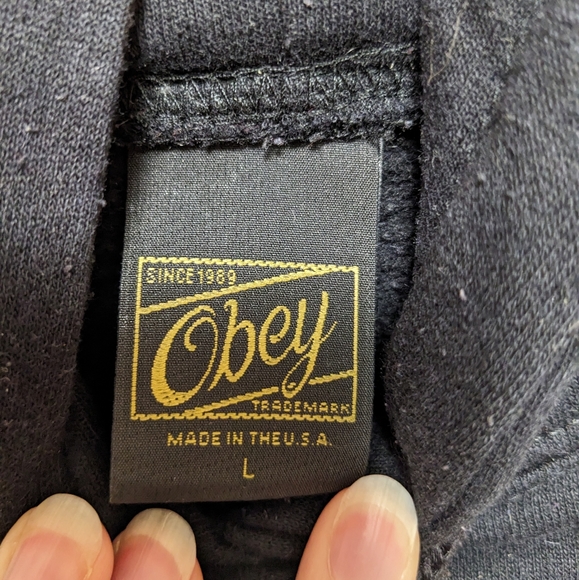 SINCE 1989
Obey
TRADEMARK
MADE IN THE U.S.A.
L